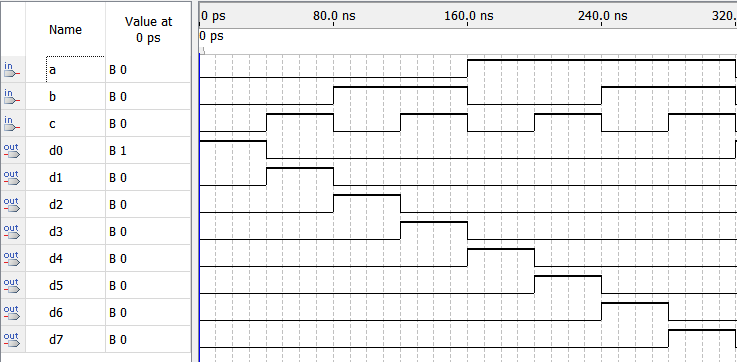 Name Value at 0 ps 0 ps 80.0 ns 160.0 ns 240.0 ns 320.
0 ps
in a B 0
in b B 0
in c B 0
out d0 B 1
out d1 B 0
out d2 B 0
out d3 B 0
out d4 B 0
out d5 B 0
out d6 B 0
out d7 B 0